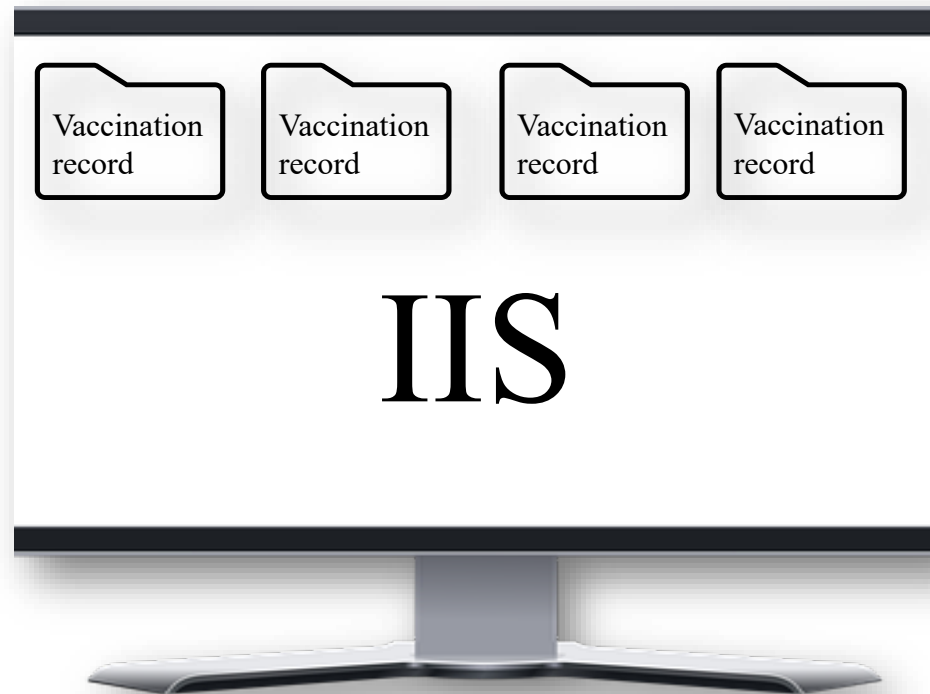 Vaccination
record
Vaccination
record
Vaccination
record
Vaccination
record
IIS